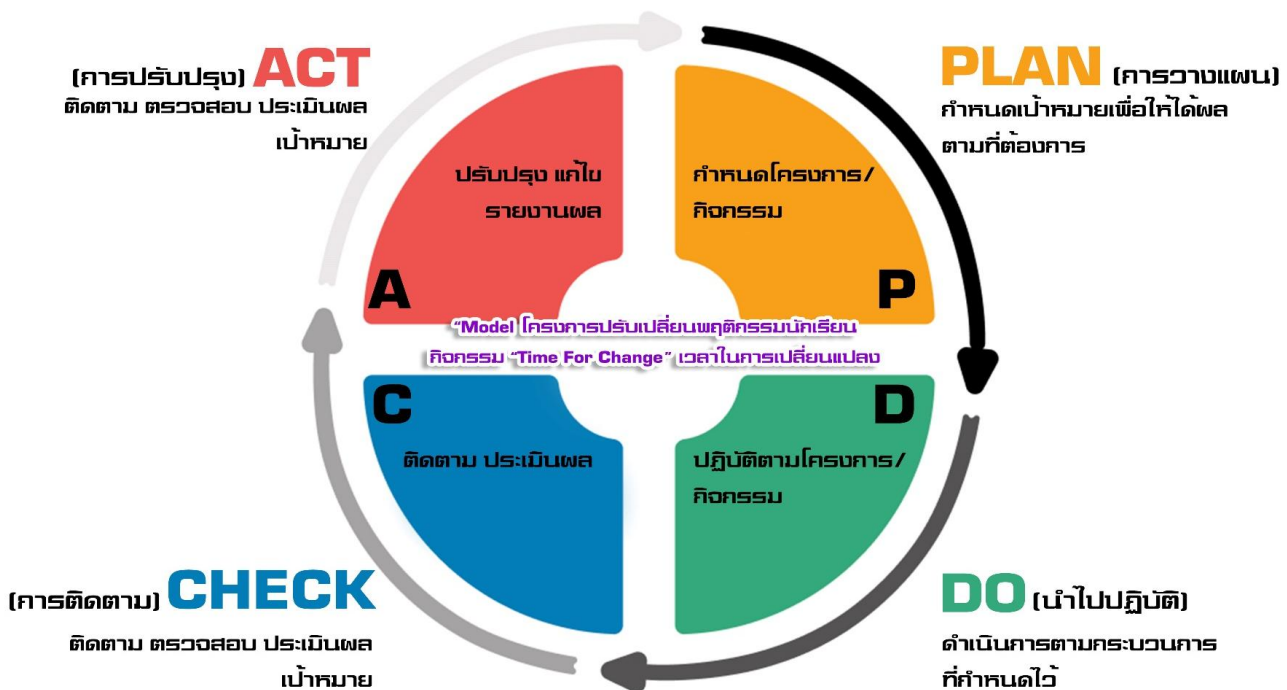 (การปรับปรุง) ACT
ติดตาม ตรวจสอบ ประเมินผล
เป้าหมาย
PLAN (การวางแผน)
กำหนดเป้าหมายเพื่อให้ได้ผล
ตามที่ต้องการ
ปรับปรุง แก้ไข
รายงานผล
A
กำหนดโครงการ/
กิจกรรม
P
"Model โครงการปรับเปลี่ยนพฤติกรรมนักเรียน
กิจกรรม "Time For Change" เวลาในการเปลี่ยนแปลง
C
ติดตาม ประเมินผล
D
ปฏิบัติตามโครงการ/
กิจกรรม
(การติดตาม) CHECK
ติดตาม ตรวจสอบ ประเมินผล
เป้าหมาย
DO (นำไปปฏิบัติ)
ดำเนินการตามกระบวนการ
ที่กำหนดไว้